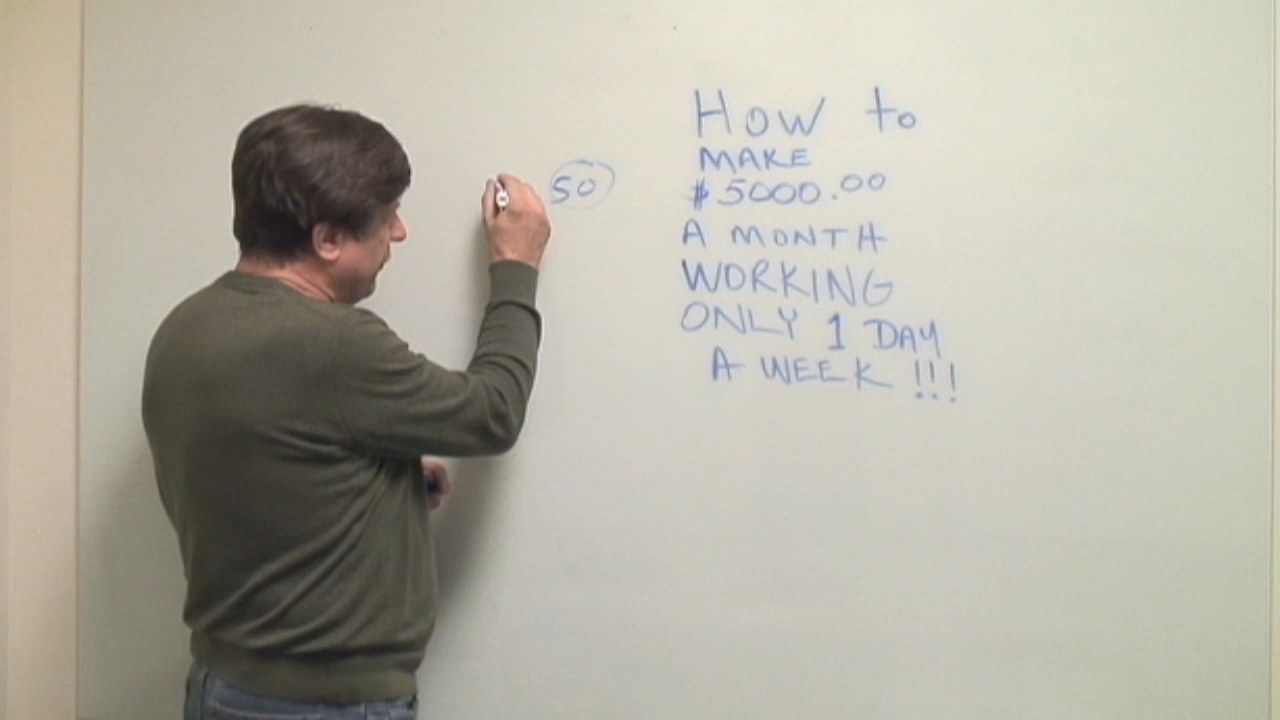 50
How to
MAKE
$5000.00
A MONTH
WORKING
ONLY 1 DAY
A WEEK !!!